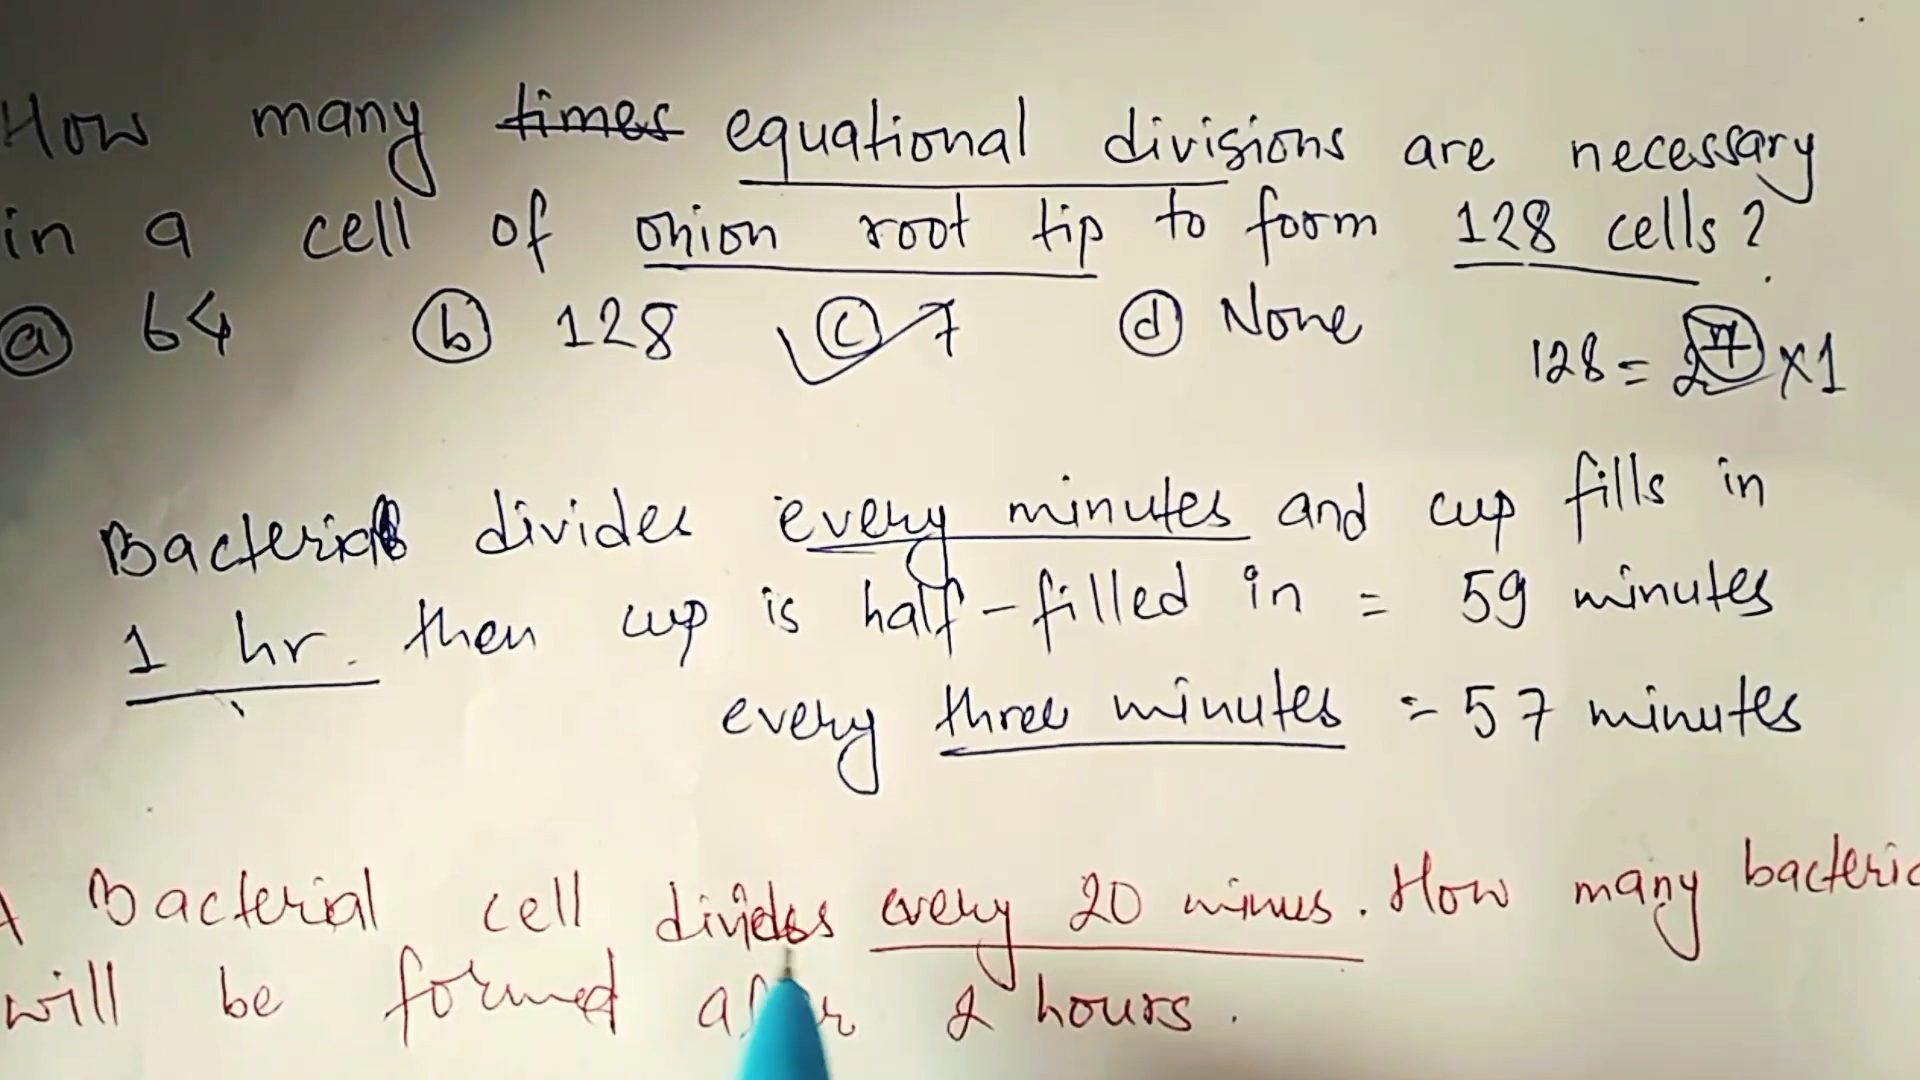 How many times equational divisions are necessary
in a cell of onion root tip to form 128 cells?
(a) 64 (b) 128 (c) 7 (d) None
128 = 2^7 × 1
Bacteria divides every minutes and cup fills in
1 hr. then cup is half-filled in = 59 minutes
every three minutes = 57 minutes
A Bacterial cell divides every 20 minus. How many bacteria
will be formed 2 hours.